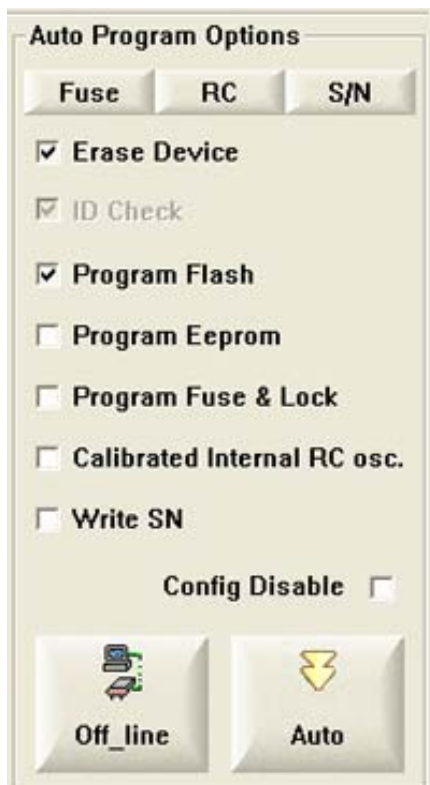 Auto Program Options
Fuse RC S/N
Erase Device
ID Check
Program Flash
Program Eeprom
Program Fuse & Lock
Calibrated Internal RC osc.
Write SN
Config Disable
Off_line Auto